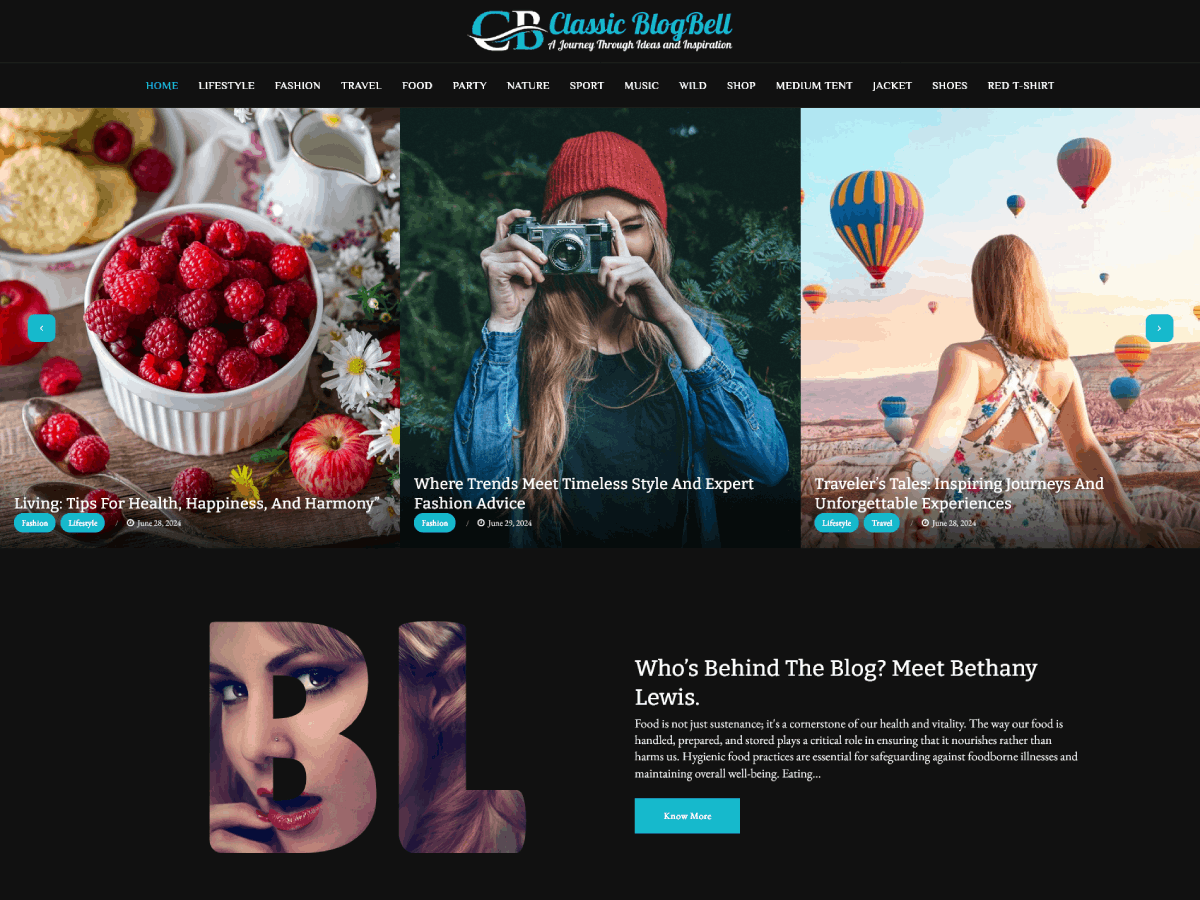 CB Classic BlogBell
A Journey Through Ideas and Inspiration
HOME LIFESTYLE FASHION TRAVEL FOOD PARTY NATURE SPORT MUSIC WILD SHOP MEDIUM TENT JACKET SHOES RED T-SHIRT
Living: Tips For Health, Happiness, And Harmony”
Fashion Lifestyle / June 28, 2024
Where Trends Meet Timeless Style And Expert
Fashion Advice
Fashion / June 29, 2024
Traveler’s Tales: Inspiring Journeys And
Unforgettable Experiences
Lifestyle Travel / June 28, 2024
BL
Who’s Behind The Blog? Meet Bethany
Lewis.
Food is not just sustenance; it’s a cornerstone of our health and vitality. The way our food is
handled, prepared, and stored plays a critical role in ensuring that it nourishes rather than
harms us. Hygienic food practices are essential for safeguarding against foodborne illnesses and
maintaining overall well-being. Eating...
Know More